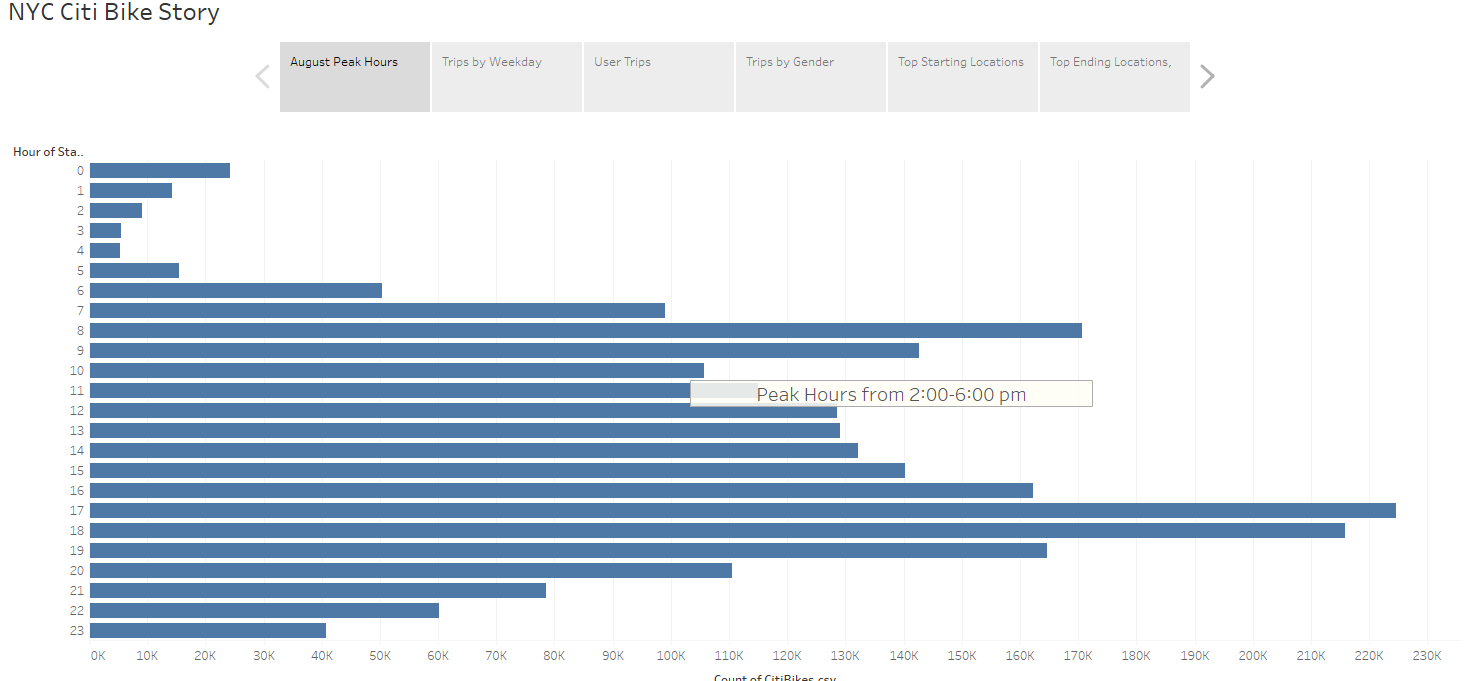 NYC Citi Bike Story
August Peak Hours
Trips by Weekday
User Trips
Trips by Gender
Top Starting Locations
Top Ending Locations,
Hour of Sta..
0
1
2
3
4
5
6
7
8
9
10
11
Peak Hours from 2:00-6:00 pm
12
13
14
15
16
17
18
19
20
21
22
23
0K 10K 20K 30K 40K 50K 60K 70K 80K 90K 100K 110K 120K 130K 140K 150K 160K 170K 180K 190K 200K 210K 220K 230K
Count of CitiBikes.csv